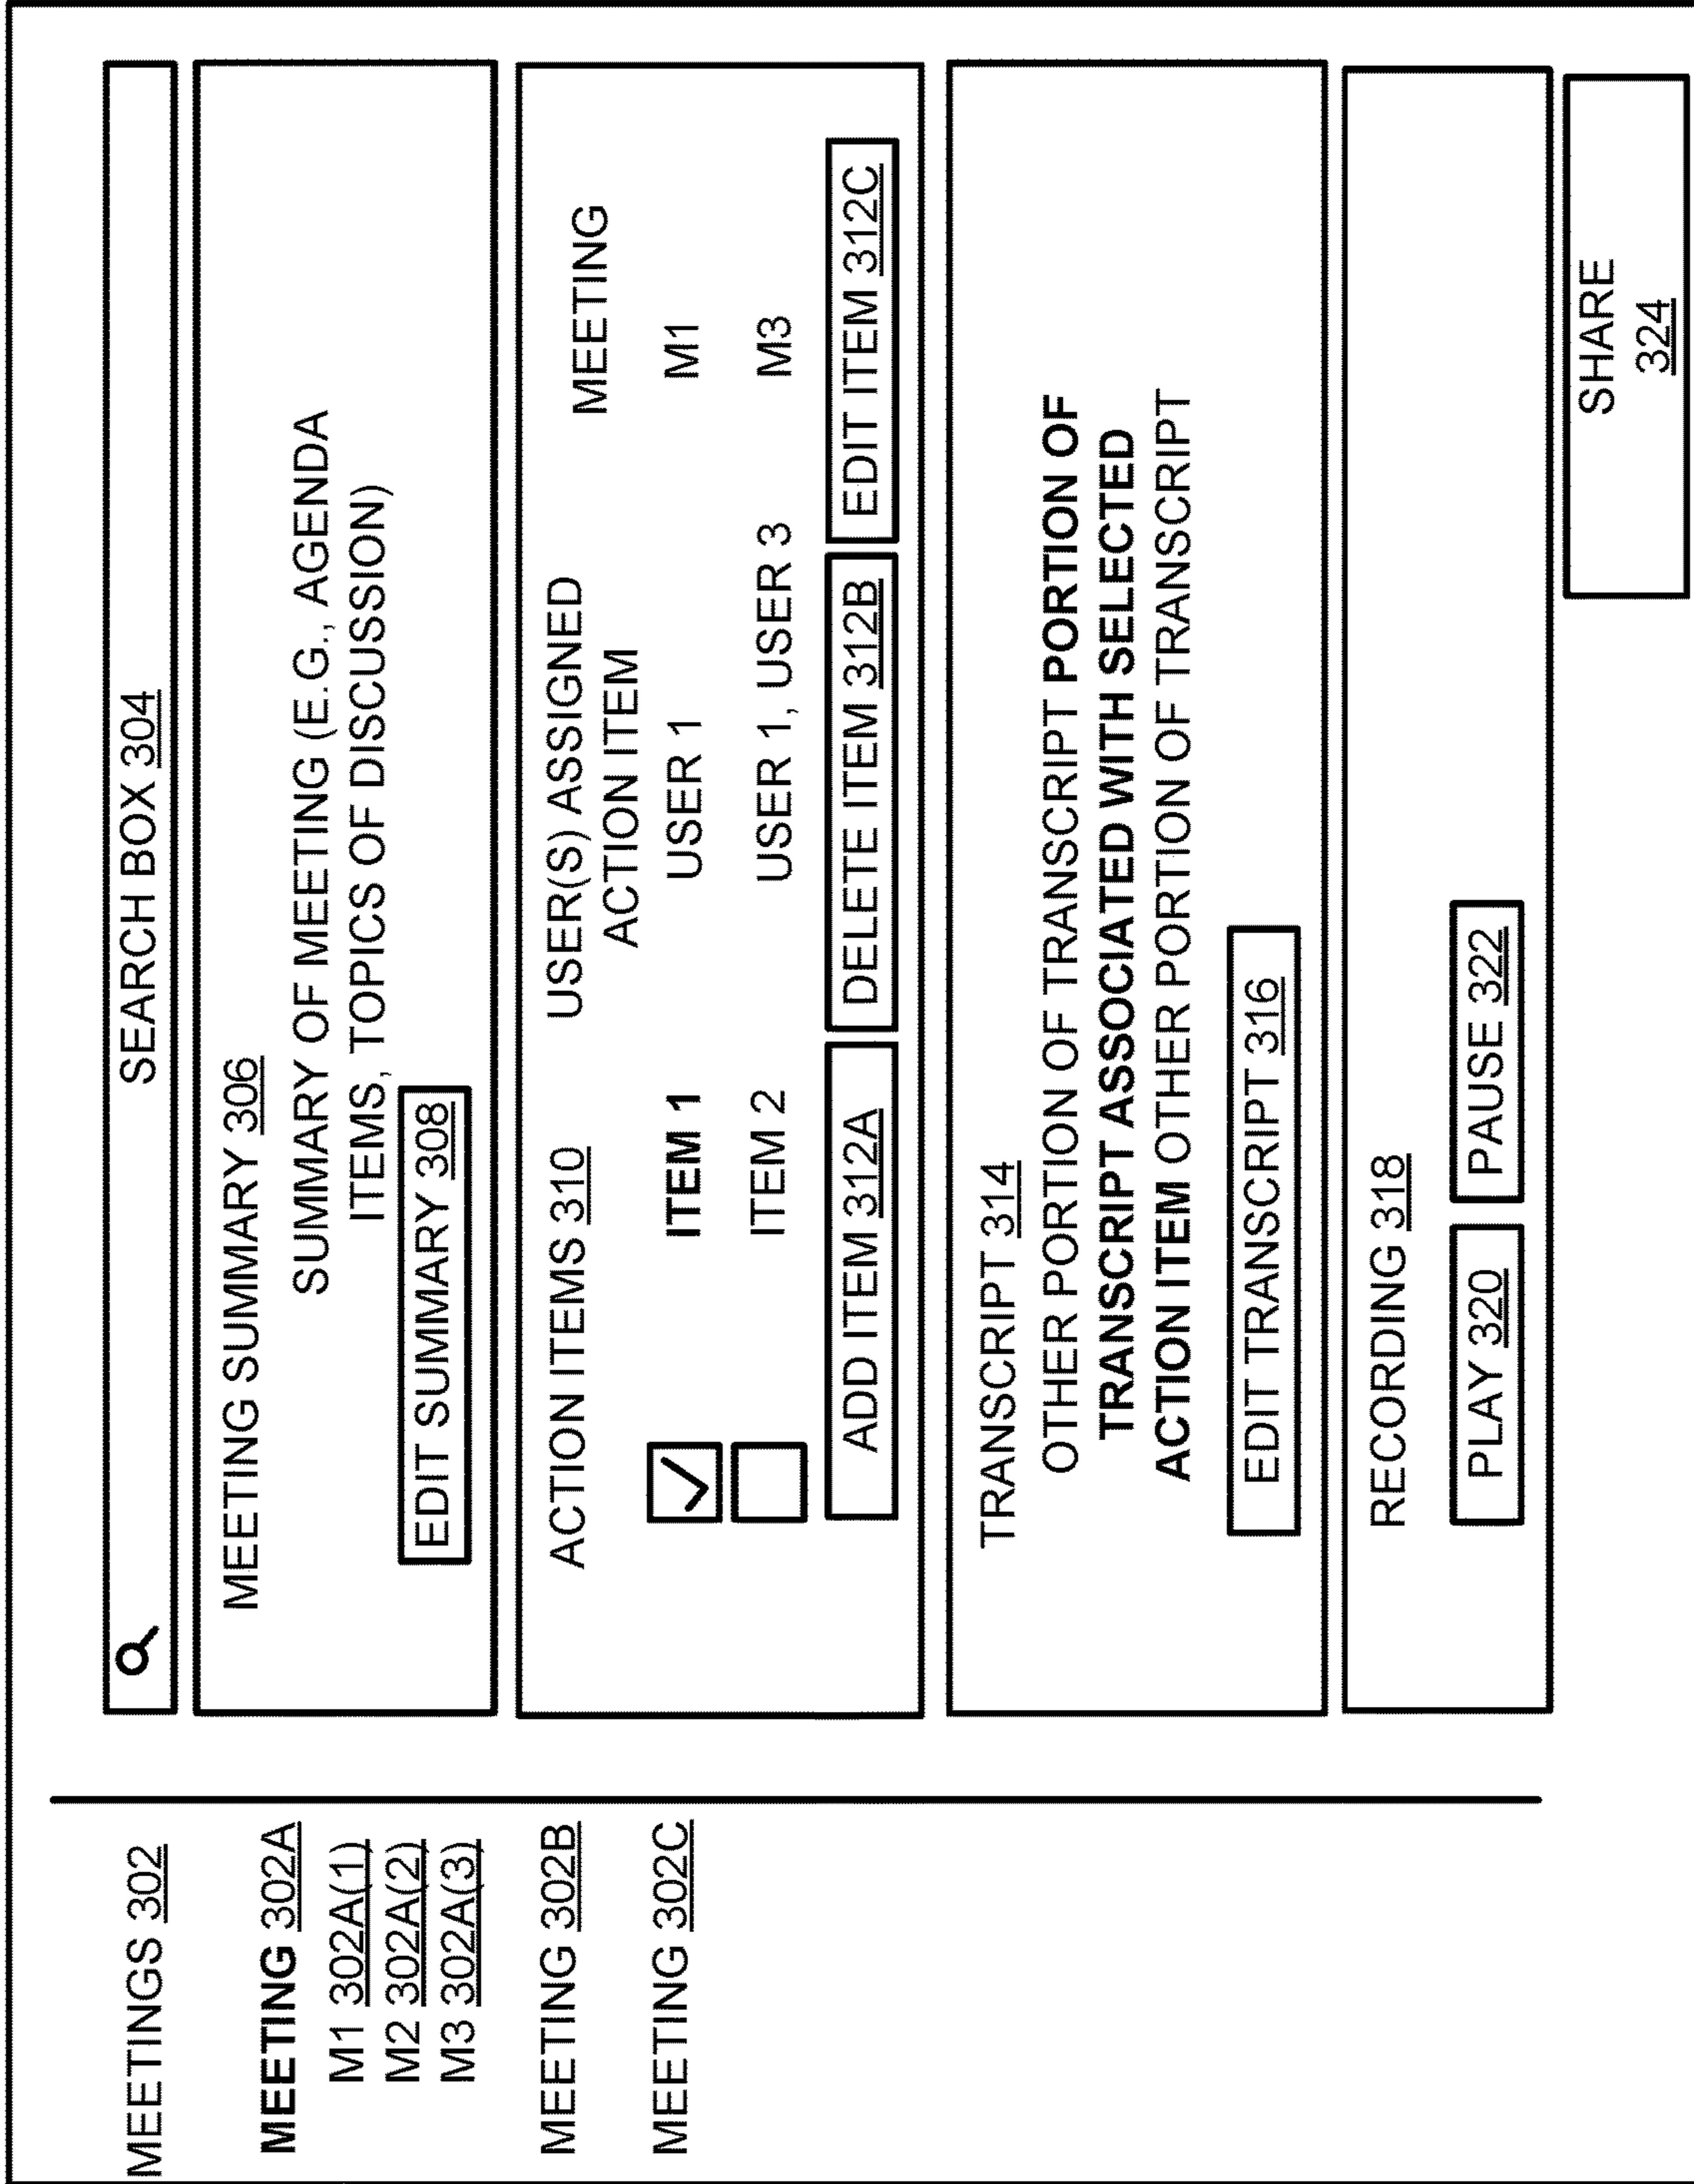 MEETINGS 302
MEETING 302A
M1 302A(1)
M2 302A(2)
M3 302A(3)
MEETING 302B
MEETING 302C
SEARCH BOX 304
MEETING SUMMARY 306
SUMMARY OF MEETING (E.G., AGENDA
ITEMS, TOPICS OF DISCUSSION)
EDIT SUMMARY 308
ACTION ITEMS 310
USER(S) ASSIGNED
ACTION ITEM
MEETING
ITEM 1 USER 1 M1
ITEM 2 USER 1, USER 3 M3
ADD ITEM 312A DELETE ITEM 312B EDIT ITEM 312C
TRANSCRIPT 314
OTHER PORTION OF TRANSCRIPT PORTION OF
TRANSCRIPT ASSOCIATED WITH SELECTED
ACTION ITEM OTHER PORTION OF TRANSCRIPT
EDIT TRANSCRIPT 316
RECORDING 318
PLAY 320 PAUSE 322
SHARE
324